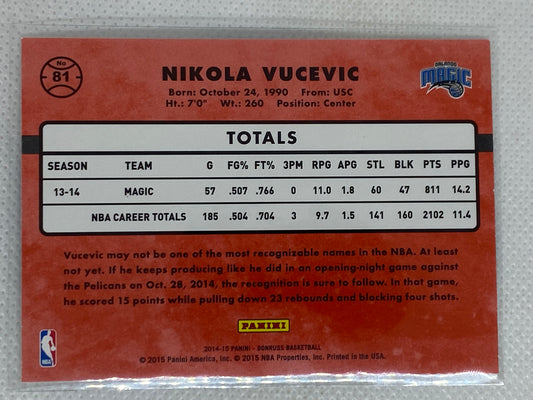 No
81
NIKOLA VUCEVIC
Born: October 24, 1990 From: USC
Ht.: 7'0" Wt.: 260 Position: Center
ORLANDO
MAGIC
TOTALS
SEASON TEAM G FG% FT% 3PM RPG APG STL BLK PTS PPG
13-14 MAGIC 57 .507 .766 0 11.0 1.8 60 47 811 14.2
NBA CAREER TOTALS 185 .504 .704 3 9.7 1.5 141 160 2102 11.4
Vucevic may not be one of the most recognizable names in the NBA. At least
not yet. If he keeps producing like he did in an opening-night game against
the Pelicans on Oct. 28, 2014, the recognition is sure to follow. In that game,
he scored 15 points while pulling down 23 rebounds and blocking four shots.
PANINI
NBA
2014-15 PANINI - DONRUSS BASKETBALL
© 2015 Panini America, Inc. © 2015 NBA Properties, Inc. Printed in the USA.